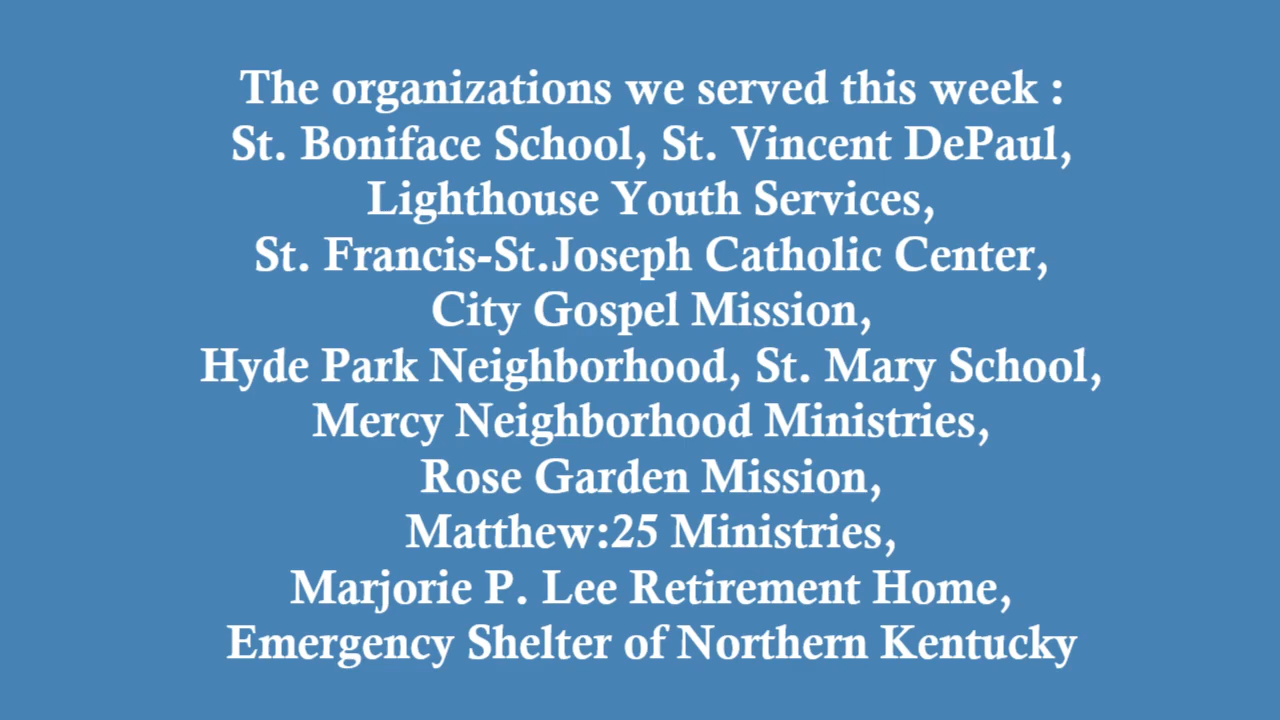 The organizations we served this week :
St. Boniface School, St. Vincent DePaul,
Lighthouse Youth Services,
St. Francis-St.Joseph Catholic Center,
City Gospel Mission,
Hyde Park Neighborhood, St. Mary School,
Mercy Neighborhood Ministries,
Rose Garden Mission,
Matthew:25 Ministries,
Marjorie P. Lee Retirement Home,
Emergency Shelter of Northern Kentucky